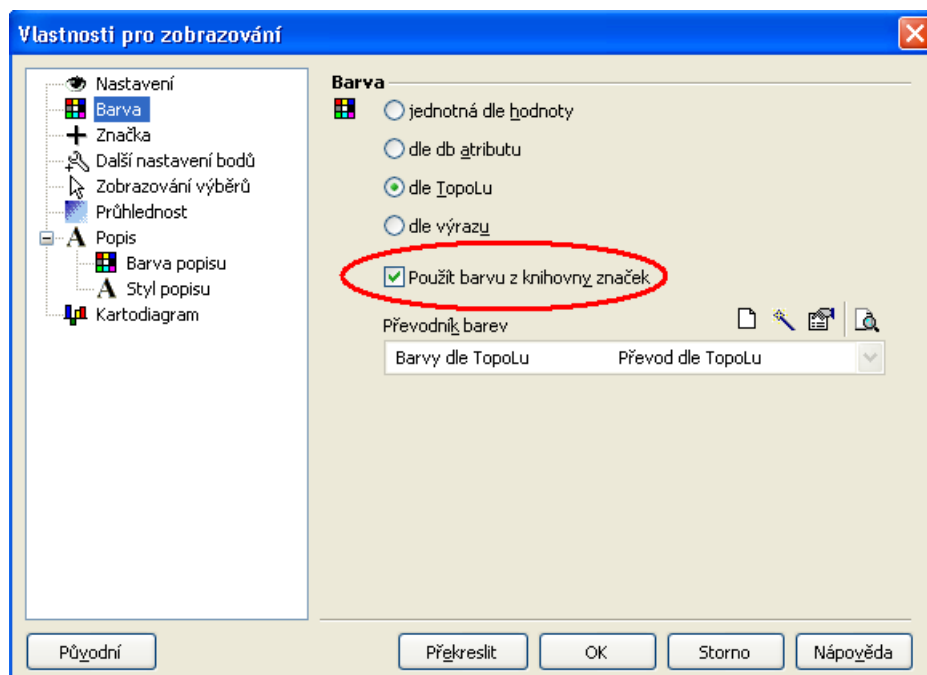 Vlastnosti pro zobrazování
Nastavení
Barva
Značka
Další nastavení bodů
Zobrazování výběrů
Průhlednost
A Popis
Barva popisu
A Styl popisu
Kartodiagram
Barva
jednotná dle hodnoty
dle db atributu
dle TopoLu
dle výrazu
Použít barvu z knihovny značek
Převodník barev
Barvy dle TopoLu Převod dle TopoLu
Původní Překreslit OK Storno Nápověda